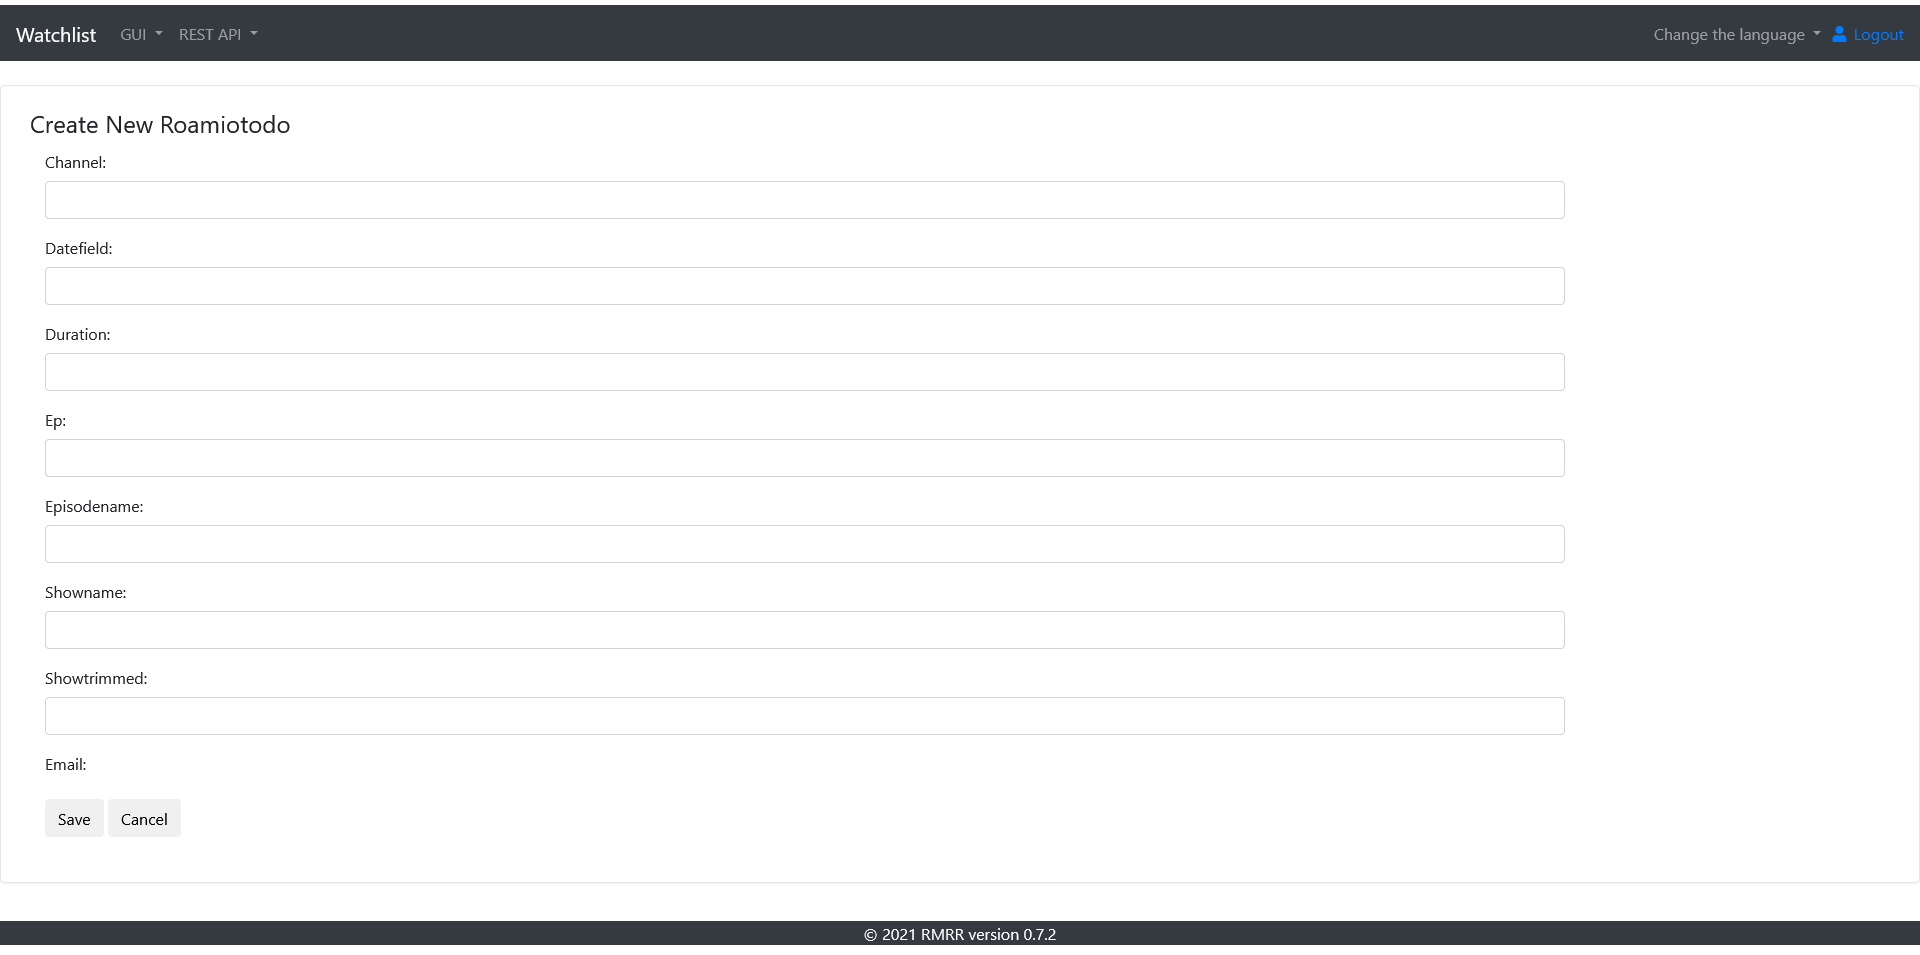 Watchlist GUI REST API Change the language Logout
Create New Roamiotodo
Channel:
Datefield:
Duration:
Ep:
Episodename:
Showname:
Showtrimmed:
Email:
Save Cancel
© 2021 RMRR version 0.7.2